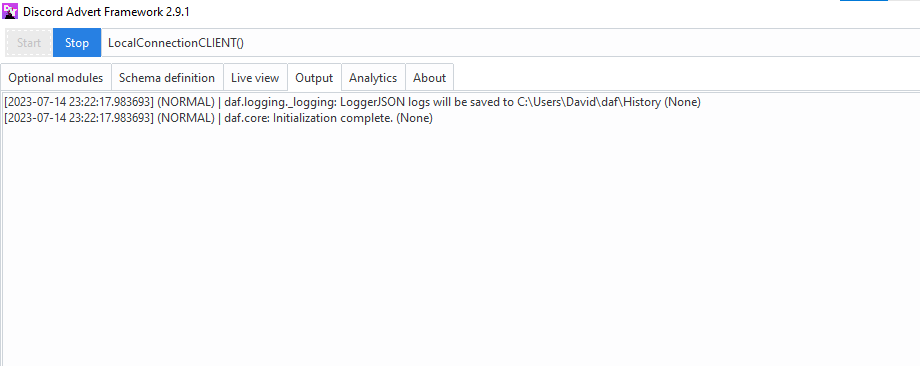 Discord Advert Framework 2.9.1
Start Stop LocalConnectionCLIENT()
Optional modules Schema definition Live view Output Analytics About
[2023-07-14 23:22:17.983693] (NORMAL) | daf.logging._logging: LoggerJSON logs will be saved to C:\Users\David\daf\History (None)
[2023-07-14 23:22:17.983693] (NORMAL) | daf.core: Initialization complete. (None)